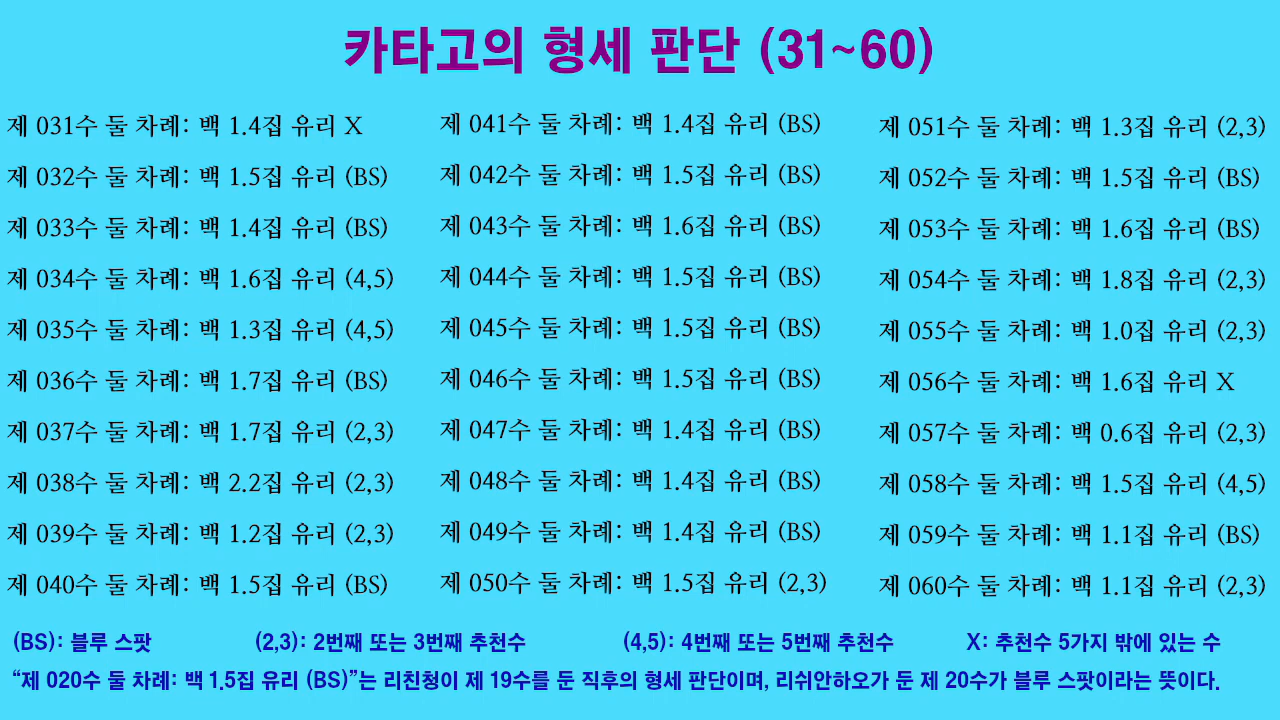 카타고의 형세 판단 (31~60)
제 031수 둘 차례: 백 1.4집 유리 X
제 032수 둘 차례: 백 1.5집 유리 (BS)
제 033수 둘 차례: 백 1.4집 유리 (BS)
제 034수 둘 차례: 백 1.6집 유리 (4,5)
제 035수 둘 차례: 백 1.3집 유리 (4,5)
제 036수 둘 차례: 백 1.7집 유리 (BS)
제 037수 둘 차례: 백 1.7집 유리 (2,3)
제 038수 둘 차례: 백 2.2집 유리 (2,3)
제 039수 둘 차례: 백 1.2집 유리 (2,3)
제 040수 둘 차례: 백 1.5집 유리 (BS)
제 041수 둘 차례: 백 1.4집 유리 (BS)
제 042수 둘 차례: 백 1.5집 유리 (BS)
제 043수 둘 차례: 백 1.6집 유리 (BS)
제 044수 둘 차례: 백 1.5집 유리 (BS)
제 045수 둘 차례: 백 1.5집 유리 (BS)
제 046수 둘 차례: 백 1.5집 유리 (BS)
제 047수 둘 차례: 백 1.4집 유리 (BS)
제 048수 둘 차례: 백 1.4집 유리 (BS)
제 049수 둘 차례: 백 1.4집 유리 (BS)
제 050수 둘 차례: 백 1.5집 유리 (2,3)
제 051수 둘 차례: 백 1.3집 유리 (2,3)
제 052수 둘 차례: 백 1.5집 유리 (BS)
제 053수 둘 차례: 백 1.6집 유리 (BS)
제 054수 둘 차례: 백 1.8집 유리 (2,3)
제 055수 둘 차례: 백 1.0집 유리 (2,3)
제 056수 둘 차례: 백 1.6집 유리 X
제 057수 둘 차례: 백 0.6집 유리 (2,3)
제 058수 둘 차례: 백 1.5집 유리 (4,5)
제 059수 둘 차례: 백 1.1집 유리 (BS)
제 060수 둘 차례: 백 1.1집 유리 (2,3)
(BS): 블루 스팟 (2,3): 2번째 또는 3번째 추천수 (4,5): 4번째 또는 5번째 추천수 X: 추천수 5가지 밖에 있는 수
“제 020수 둘 차례: 백 1.5집 유리 (BS)”는 리친청이 제 19수를 둔 직후의 형세 판단이며, 리쉬안하오가 둔 제 20수가 블루 스팟이라는 뜻이다.